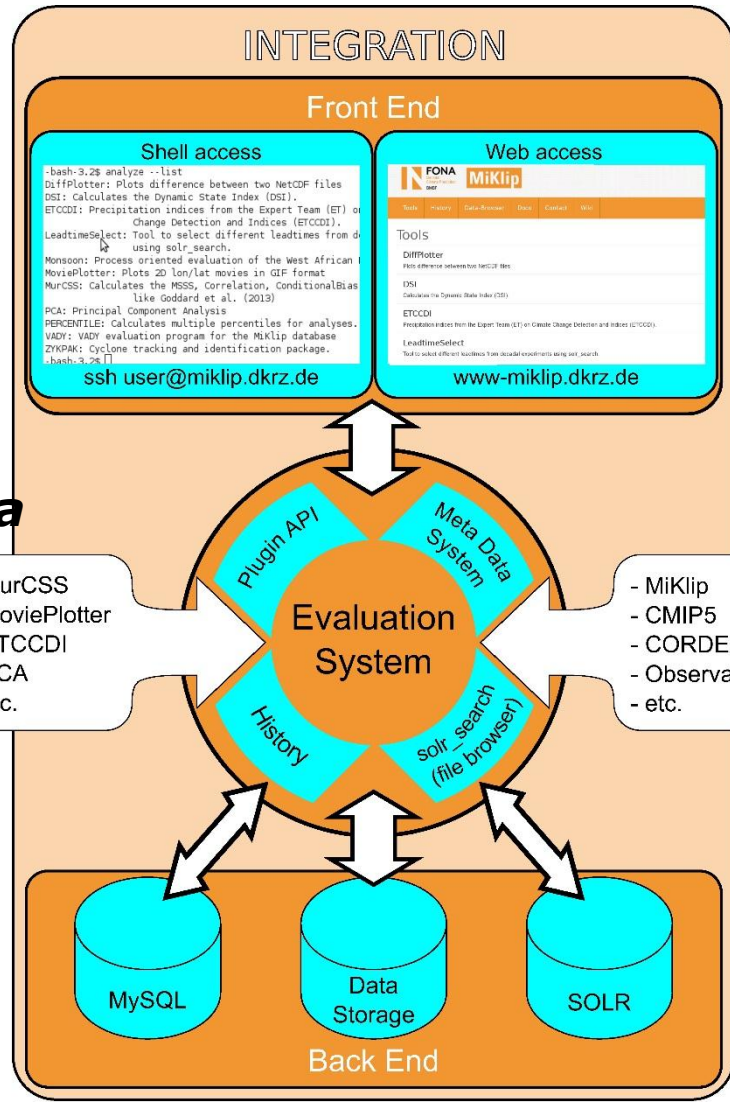 INTEGRATION
Front End
Shell access
-bash-3.2$ analyze --list
DiffPlotter: Plots difference between two NetCDF files
DSI: Calculates the Dynamic State Index (DSI).
ETCCDI: Precipitation indices from the Expert Team (ET) o
Change Detection and Indices (ETCCDI).
LeadtimeSelect: Tool to select different leadtimes from de
using solr_search.
Monsoon: Process oriented evaluation of the West African
MoviePlotter: Plots 2D lon/lat movies in GIF format
MurCSS: Calculates the MSSS, Correlation, ConditionalBias
like Goddard et al. (2013)
PCA: Principal Component Analysis
PERCENTILE: Calculates multiple percentiles for analyses.
VADY: VADY evaluation program for the MiKlip database
ZYKPAK: Cyclone tracking and identification package.
-bash-3.2$
ssh user@miklip.dkrz.de
Web access
FONA
BMBF
MiKlip
Tools History Data-Browser Docs Contact Wiki
Tools
DiffPlotter
Plots difference between two NetCDF files
DSI
Calculates the Dynamic State Index (DSI)
ETCCDI
Precipitation indices from the Expert Team (ET) on Climate Change Detection and Indices (ETCCDI).
LeadtimeSelect
Tool to select different leadtimes from decadal experiments using solr_search
www-miklip.dkrz.de
a
urCSS
oviePlotter
TCCDI
CA
c.
Plugin API
Meta Data
System
Evaluation
System
History
solr_search
(file browser)
- MiKlip
- CMIP5
- CORDE
- Observa
- etc.
MySQL
Data
Storage
SOLR
Back End